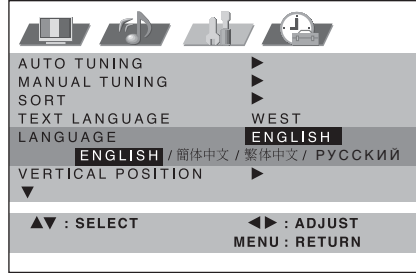 AUTO TUNING ▶
MANUAL TUNING ▶
SORT ▶
TEXT LANGUAGE WEST
LANGUAGE ENGLISH
ENGLISH / 簡体中文 / 繁体中文 / РУССКИЙ
VERTICAL POSITION ▶
▼
▲▼ : SELECT ◀▶ : ADJUST
MENU : RETURN